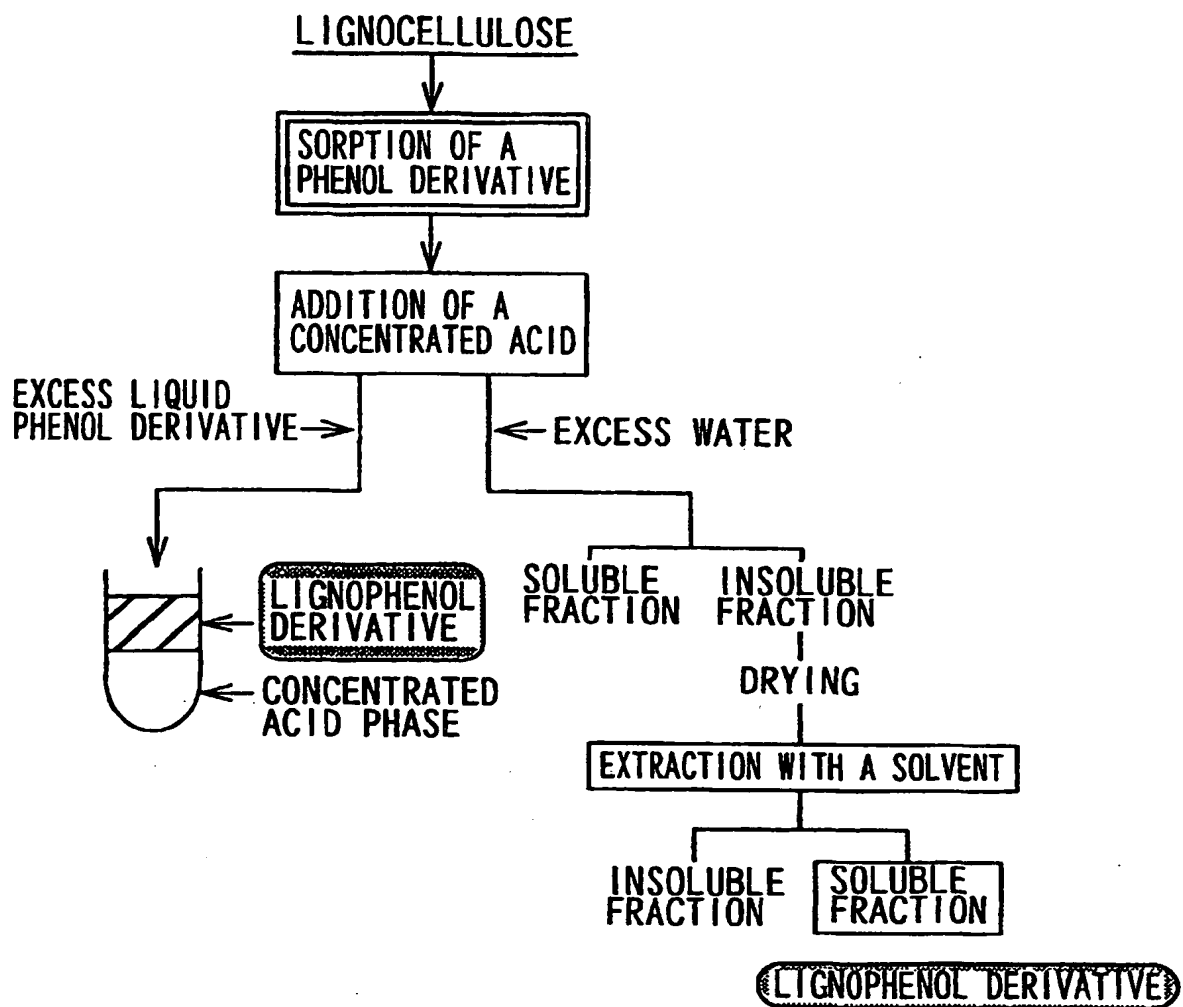 LIGNOCELLULOSE
SORPTION OF A
PHENOL DERIVATIVE
ADDITION OF A
CONCENTRATED ACID
EXCESS LIQUID
PHENOL DERIVATIVE
EXCESS WATER
LIGNOPHENOL
DERIVATIVE
CONCENTRATED
ACID PHASE
SOLUBLE
FRACTION
INSOLUBLE
FRACTION
DRYING
EXTRACTION WITH A SOLVENT
INSOLUBLE
FRACTION
SOLUBLE
FRACTION
LIGNOPHENOL DERIVATIVE